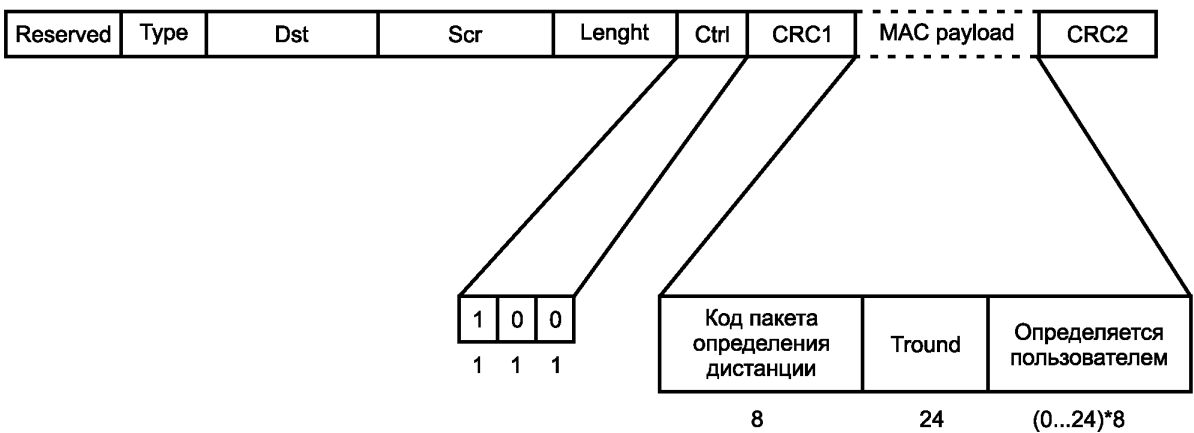 Reserved Type Dst Scr Lenght Ctrl CRC1 MAC payload CRC2
1 0 0
1 1 1
Код пакета
определения
дистанции
Tround
Определяется
пользователем
8 24 (0...24)*8